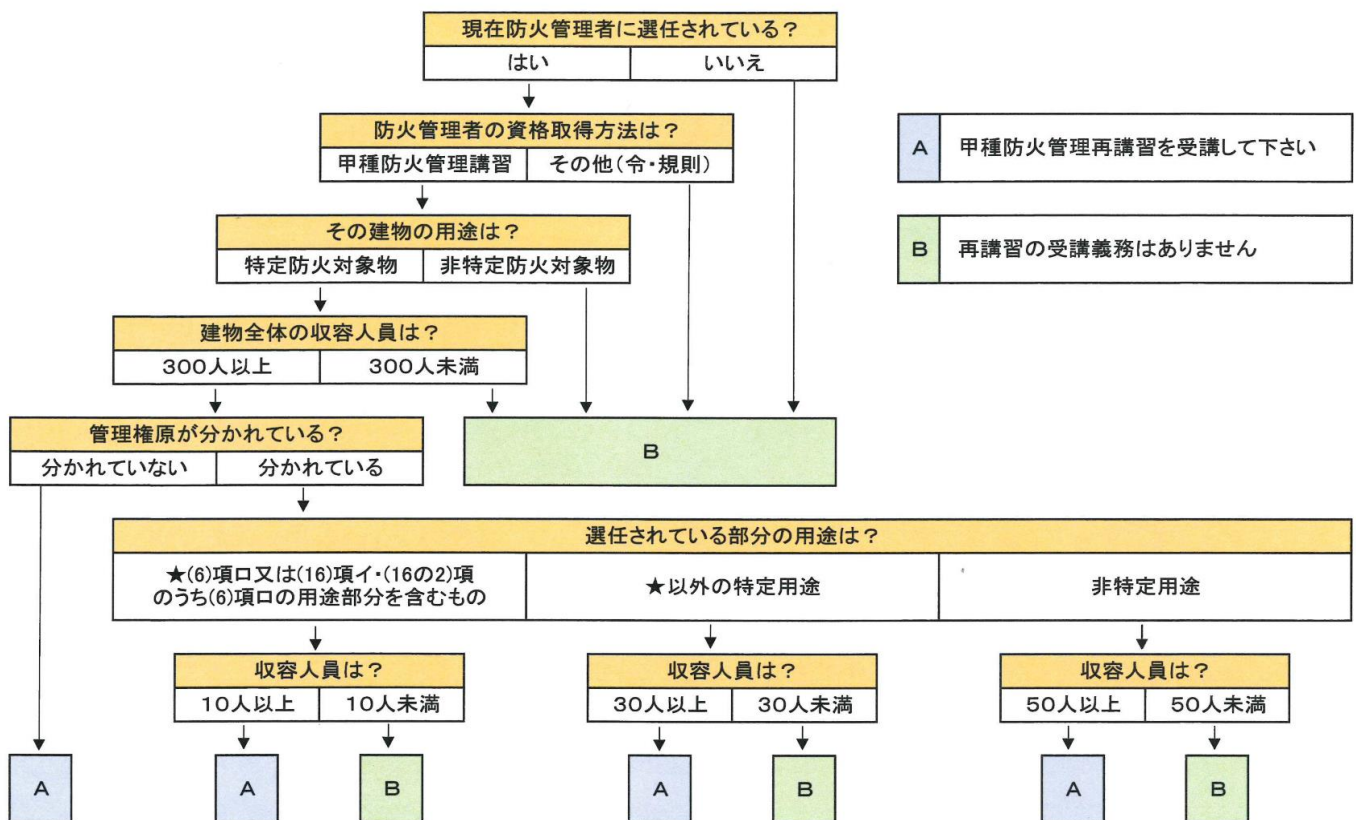 現在防火管理者に選任されている？
はい
いいえ
防火管理者の資格取得方法は？
甲種防火管理講習
その他(令・規則)
A
甲種防火管理再講習を受講して下さい
その建物の用途は？
特定防火対象物
非特定防火対象物
B
再講習の受講義務はありません
建物全体の収容人員は？
300人以上
300人未満
管理権原が分かれている？
分かれていない
分かれている
B
選任されている部分の用途は？
★(6)項ロ又は(16)項イ・(16の2)項
のうち(6)項ロの用途部分を含むもの
★以外の特定用途
非特定用途
収容人員は？
10人以上
10人未満
収容人員は？
30人以上
30人未満
収容人員は？
50人以上
50人未満
A
A
B
A
B
A
B